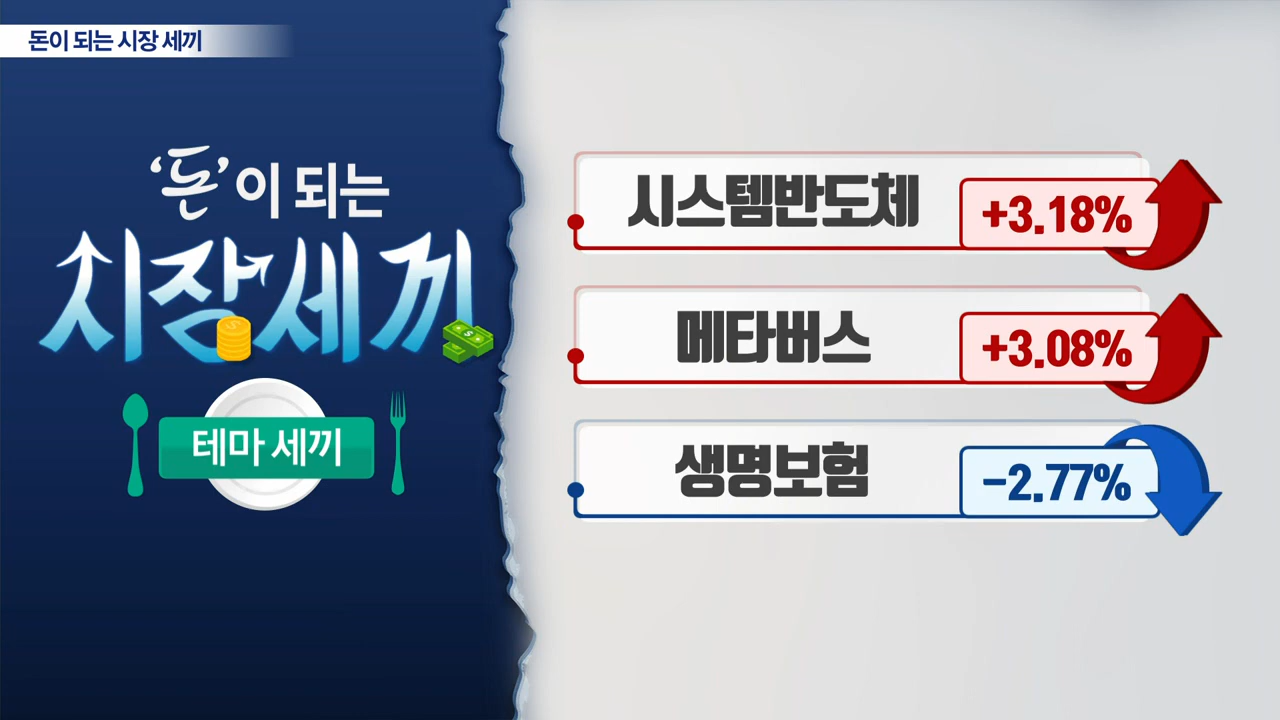 돈이 되는 시장 세끼
‘돈’이 되는
시장세끼
테마 세끼
시스템반도체
+3.18%
메타버스
+3.08%
생명보험
-2.77%